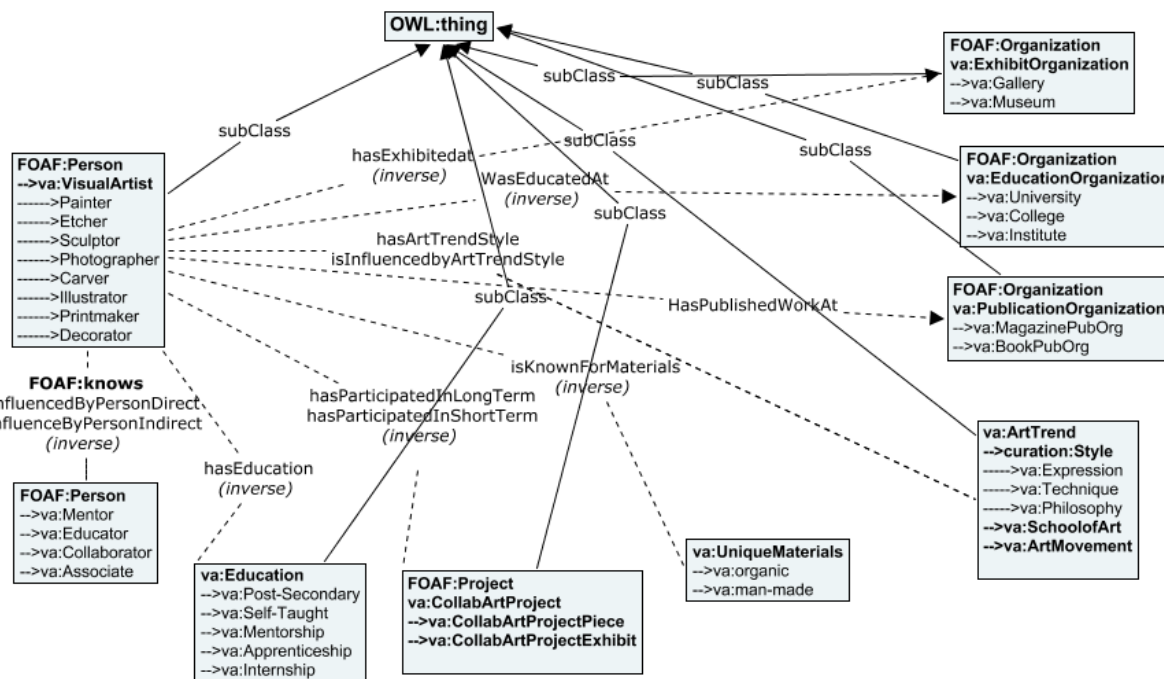 OWL:thing
FOAF:Organization
va:ExhibitOrganization
-->va:Gallery
-->va:Museum
subClass
subClass
subClass
subClass
subClass
FOAF:Person
-->va:VisualArtist
------>Painter
------>Etcher
------>Sculptor
------>Photographer
------>Carver
------>Illustrator
------>Printmaker
------>Decorator
hasExhibitedat
(inverse)
WasEducatedAt
(inverse)
subClass
FOAF:Organization
va:EducationOrganization
-->va:University
-->va:College
-->va:Institute
hasArtTrendStyle
isInfluencedbyArtTrendStyle
subClass
HasPublishedWorkAt
FOAF:Organization
va:PublicationOrganization
-->va:MagazinePubOrg
-->va:BookPubOrg
FOAF:knows
nfluencedByPersonDirect
nfluenceByPersonIndirect
(inverse)
isKnownForMaterials
(inverse)
hasParticipatedInLongTerm
hasParticipatedInShortTerm
(inverse)
hasEducation
(inverse)
va:ArtTrend
-->curation:Style
----->va:Expression
----->va:Technique
----->va:Philosophy
-->va:SchoolofArt
-->va:ArtMovement
FOAF:Person
-->va:Mentor
-->va:Educator
-->va:Collaborator
-->va:Associate
va:Education
-->va:Post-Secondary
-->va:Self-Taught
-->va:Mentorship
-->va:Apprenticeship
-->va:Internship
FOAF:Project
va:CollabArtProject
-->va:CollabArtProjectPiece
-->va:CollabArtProjectExhibit
va:UniqueMaterials
-->va:organic
-->va:man-made